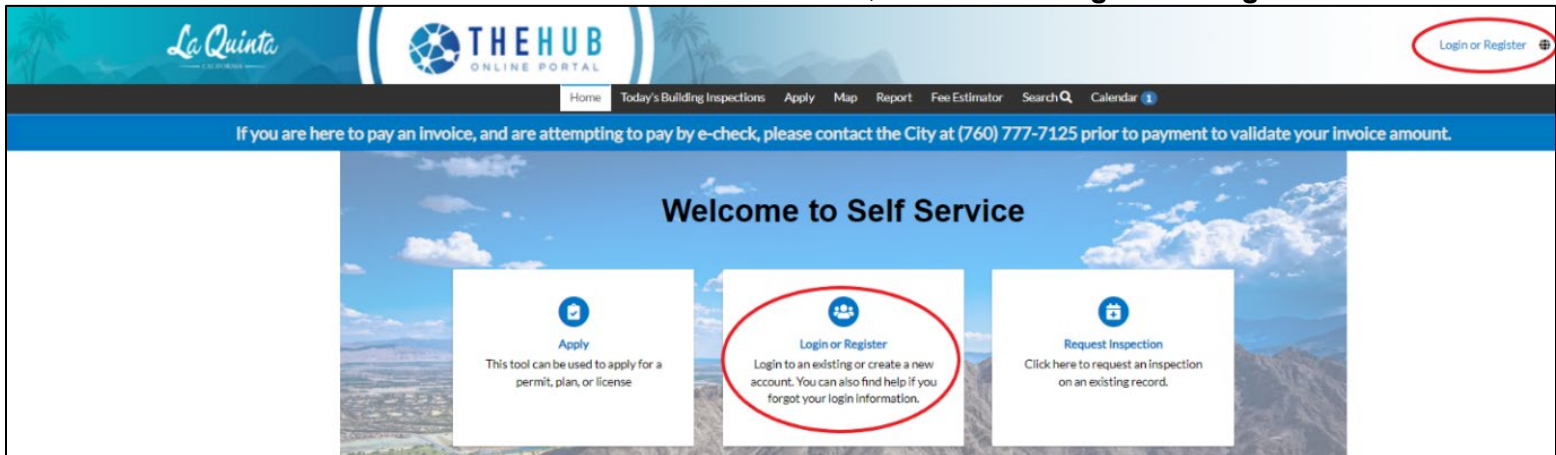 La Quinta
CALIFORNIA
THE HUB
ONLINE PORTAL
Login or Register
Home Today's Building Inspections Apply Map Report Fee Estimator Search Calendar 1
If you are here to pay an invoice, and are attempting to pay by e-check, please contact the City at (760) 777-7125 prior to payment to validate your invoice amount.
Welcome to Self Service
Apply
This tool can be used to apply for a
permit, plan, or license
Login or Register
Login to an existing or create a new
account. You can also find help if you
forgot your login information.
Request Inspection
Click here to request an inspection
on an existing record.